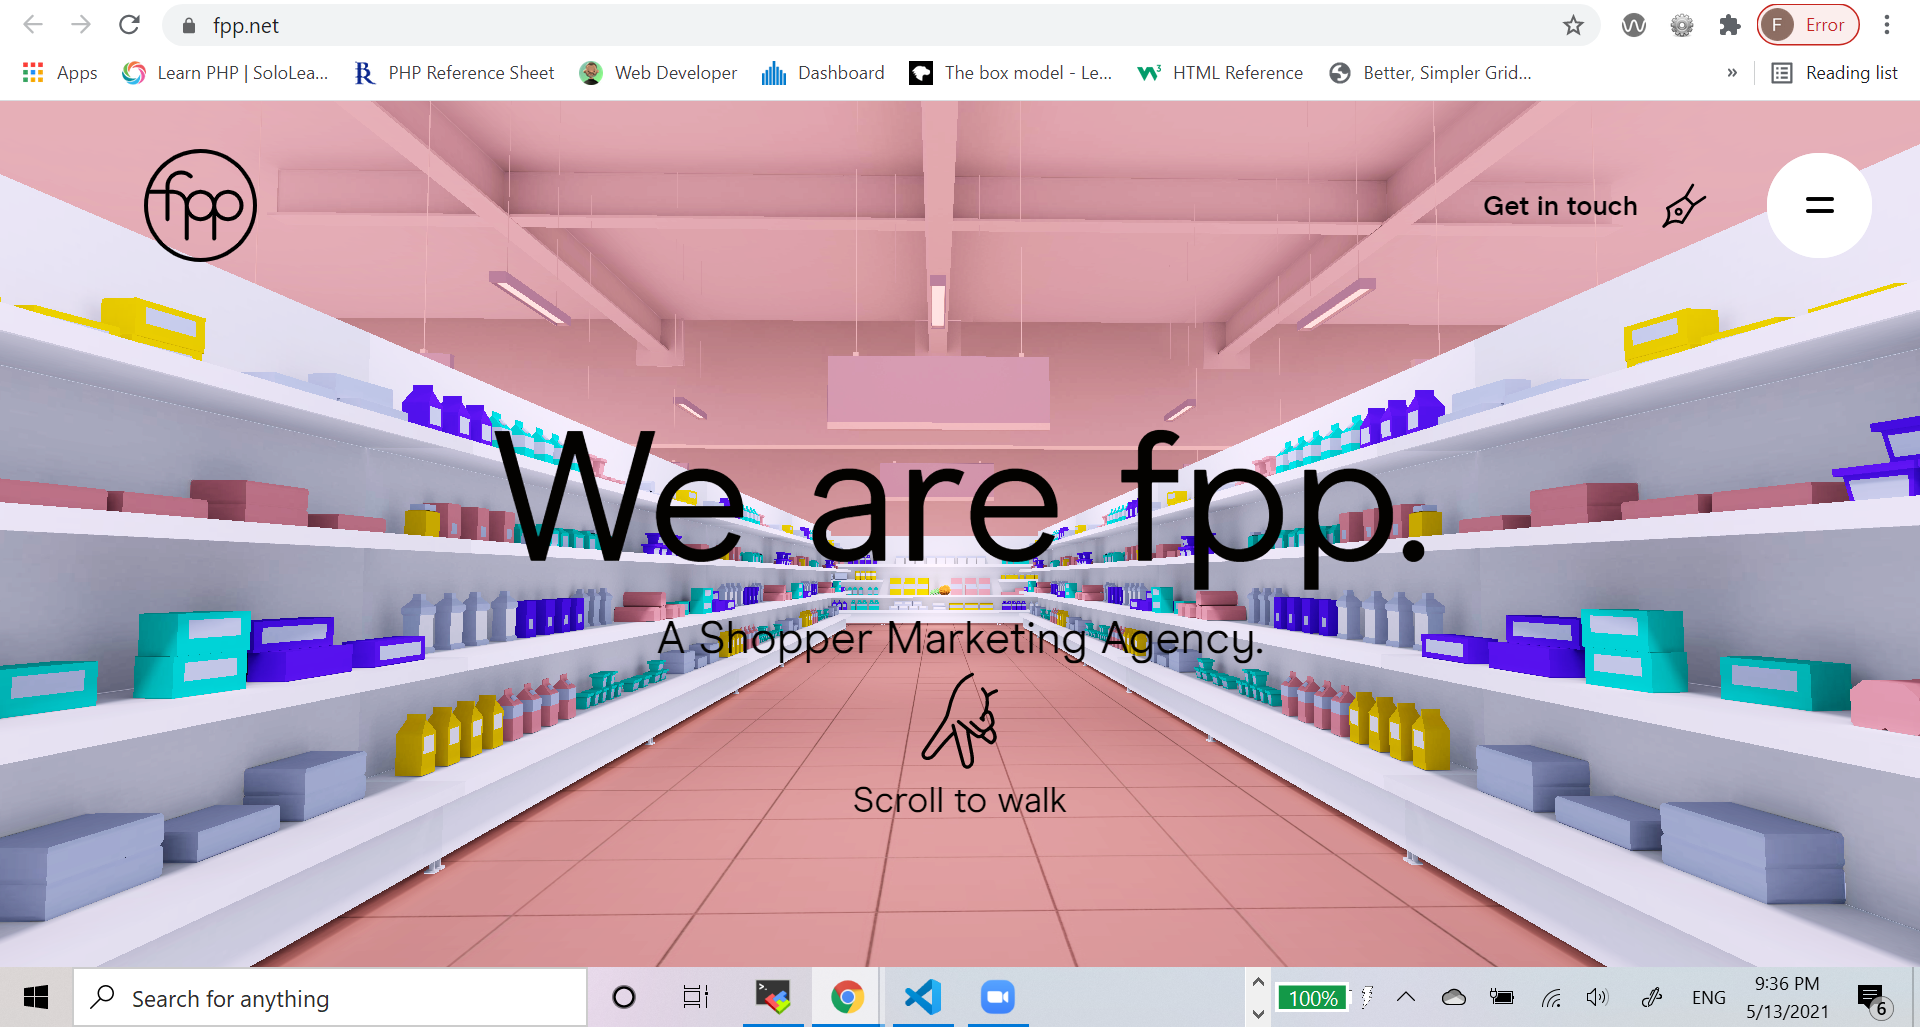 fpp.net
F Error
Apps
Learn PHP | SoloLea...
PHP Reference Sheet
Web Developer
Dashboard
The box model - Le...
HTML Reference
Better, Simpler Grid...
»
Reading list
fpp
Get in touch
We are fpp.
A Shopper Marketing Agency.
Scroll to walk
Search for anything
100%
ENG
9:36 PM
5/13/2021
6